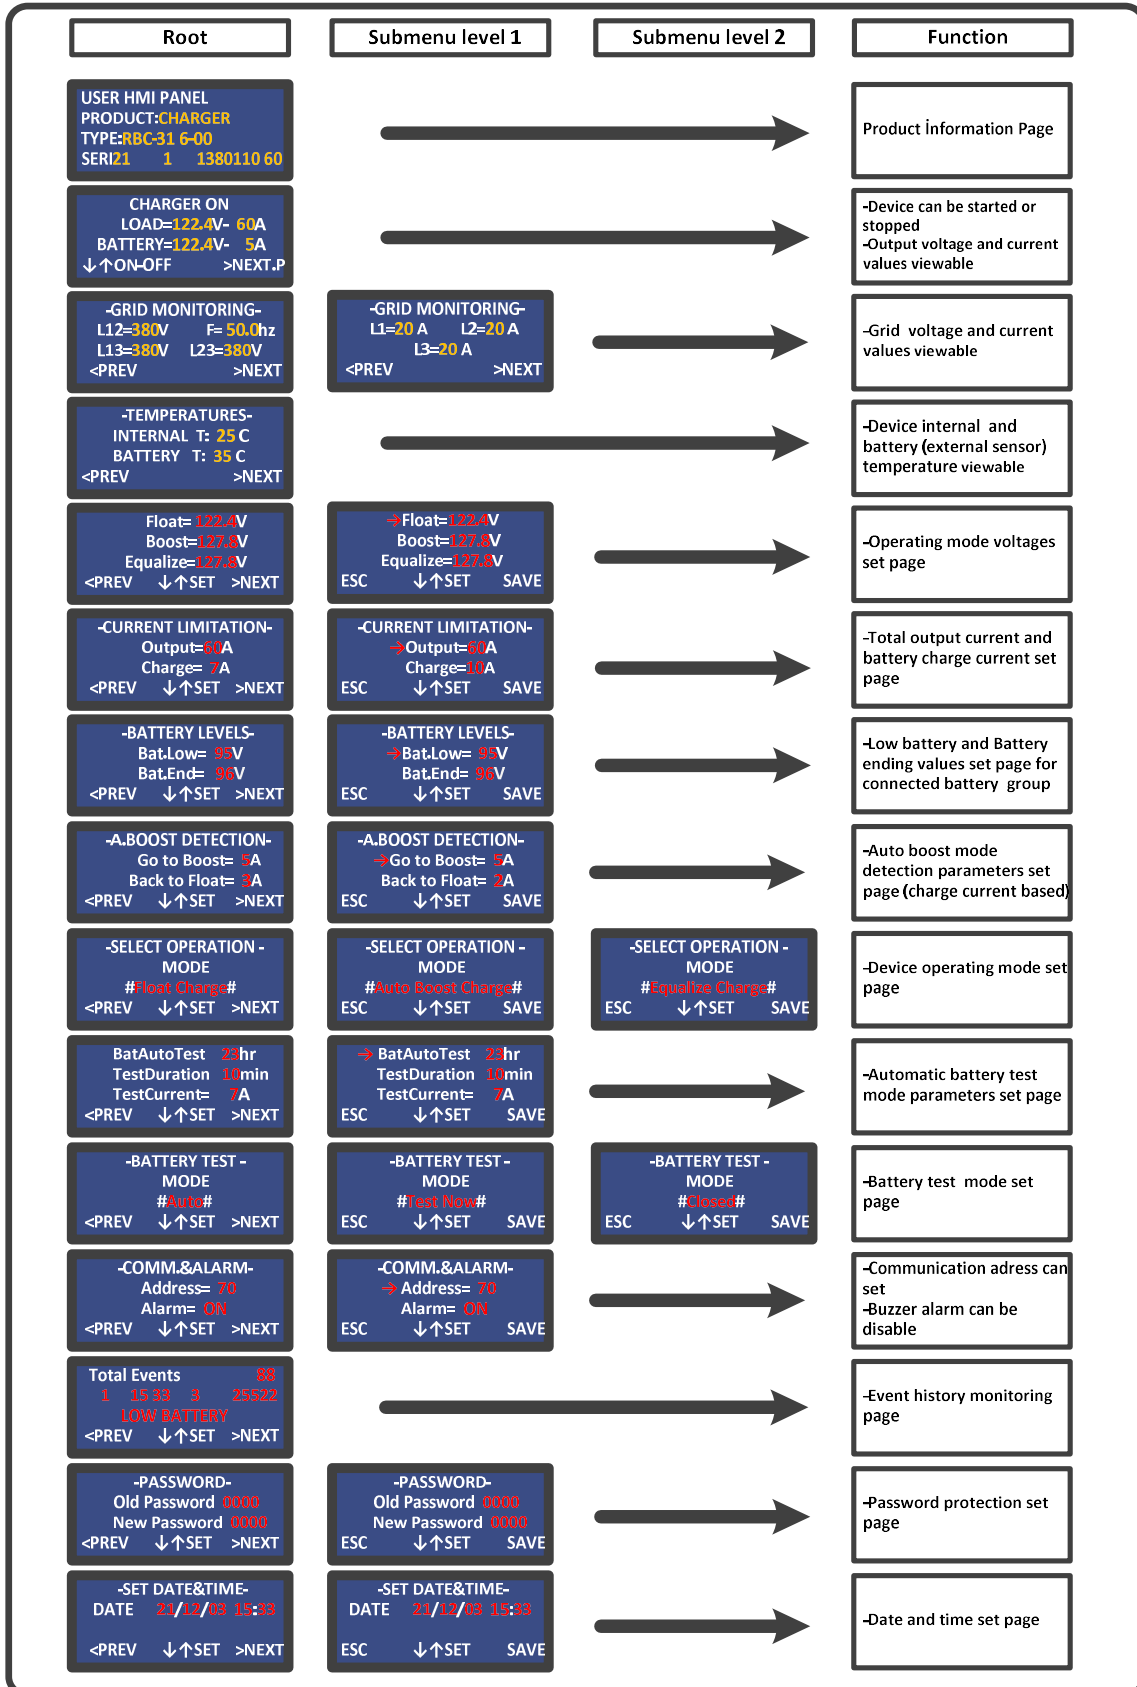 Root
Submenu level 1
Submenu level 2
Function
USER HMI PANEL
PRODUCT:CHARGER
TYPE:RBC-31 6-00
SERI21 1 1380110 60
Product İnformation Page
CHARGER ON
LOAD=122.4V- 60A
BATTERY=122.4V- 5A
↓↑ON-OFF >NEXT.P
-Device can be started or
stopped
-Output voltage and current
values viewable
-GRID MONITORING-
L12=380V F= 50.0hz
L13=380V L23=380V
<PREV >NEXT
-GRID MONITORING-
L1=20 A L2=20 A
L3=20 A
<PREV >NEXT
-Grid voltage and current
values viewable
-TEMPERATURES-
INTERNAL T: 25 C
BATTERY T: 35 C
<PREV >NEXT
-Device internal and
battery (external sensor)
temperature viewable
Float= 122.4V
Boost=127.8V
Equalize=127.8V
<PREV ↓↑SET >NEXT
→Float=122.4V
Boost=127.8V
Equalize=127.8V
ESC ↓↑SET SAVE
-Operating mode voltages
set page
-CURRENT LIMITATION-
Output=60A
Charge= 7A
<PREV ↓↑SET >NEXT
-CURRENT LIMITATION-
→Output=60A
Charge=10A
ESC ↓↑SET SAVE
-Total output current and
battery charge current set
page
-BATTERY LEVELS-
Bat.Low= 95V
Bat.End= 96V
<PREV ↓↑SET >NEXT
-BATTERY LEVELS-
→Bat.Low= 95V
Bat.End= 96V
ESC ↓↑SET SAVE
-Low battery and Battery
ending values set page for
connected battery group
-A.BOOST DETECTION-
Go to Boost= 5A
Back to Float= 3A
<PREV ↓↑SET >NEXT
-A.BOOST DETECTION-
→Go to Boost= 5A
Back to Float= 2A
ESC ↓↑SET SAVE
-Auto boost mode
detection parameters set
page (charge current based)
-SELECT OPERATION -
MODE
#Float Charge#
<PREV ↓↑SET >NEXT
-SELECT OPERATION -
MODE
#Auto Boost Charge#
ESC ↓↑SET SAVE
-SELECT OPERATION -
MODE
#Equalize Charge#
ESC ↓↑SET SAVE
-Device operating mode set
page
BatAutoTest 23hr
TestDuration 10min
TestCurrent= 7A
<PREV ↓↑SET >NEXT
→ BatAutoTest 23hr
TestDuration 10min
TestCurrent= 7A
ESC ↓↑SET SAVE
-Automatic battery test
mode parameters set page
-BATTERY TEST -
MODE
#Auto#
<PREV ↓↑SET >NEXT
-BATTERY TEST -
MODE
#Test Now#
ESC ↓↑SET SAVE
-BATTERY TEST -
MODE
#Closed#
ESC ↓↑SET SAVE
-Battery test mode set
page
-COMM.&ALARM-
Address= 70
Alarm= ON
<PREV ↓↑SET >NEXT
-COMM.&ALARM-
→ Address= 70
Alarm= ON
ESC ↓↑SET SAVE
-Communication adress can
set
-Buzzer alarm can be
disable
Total Events 88
1 15 33 3 25522
LOW BATTERY
<PREV ↓↑SET >NEXT
-Event history monitoring
page
-PASSWORD-
Old Password 0000
New Password 0000
<PREV ↓↑SET >NEXT
-PASSWORD-
Old Password 0000
New Password 0000
ESC ↓↑SET SAVE
-Password protection set
page
-SET DATE&TIME-
DATE 21/12/03 15:33
<PREV ↓↑SET >NEXT
-SET DATE&TIME-
DATE 21/12/03 15:33
ESC ↓↑SET SAVE
-Date and time set page